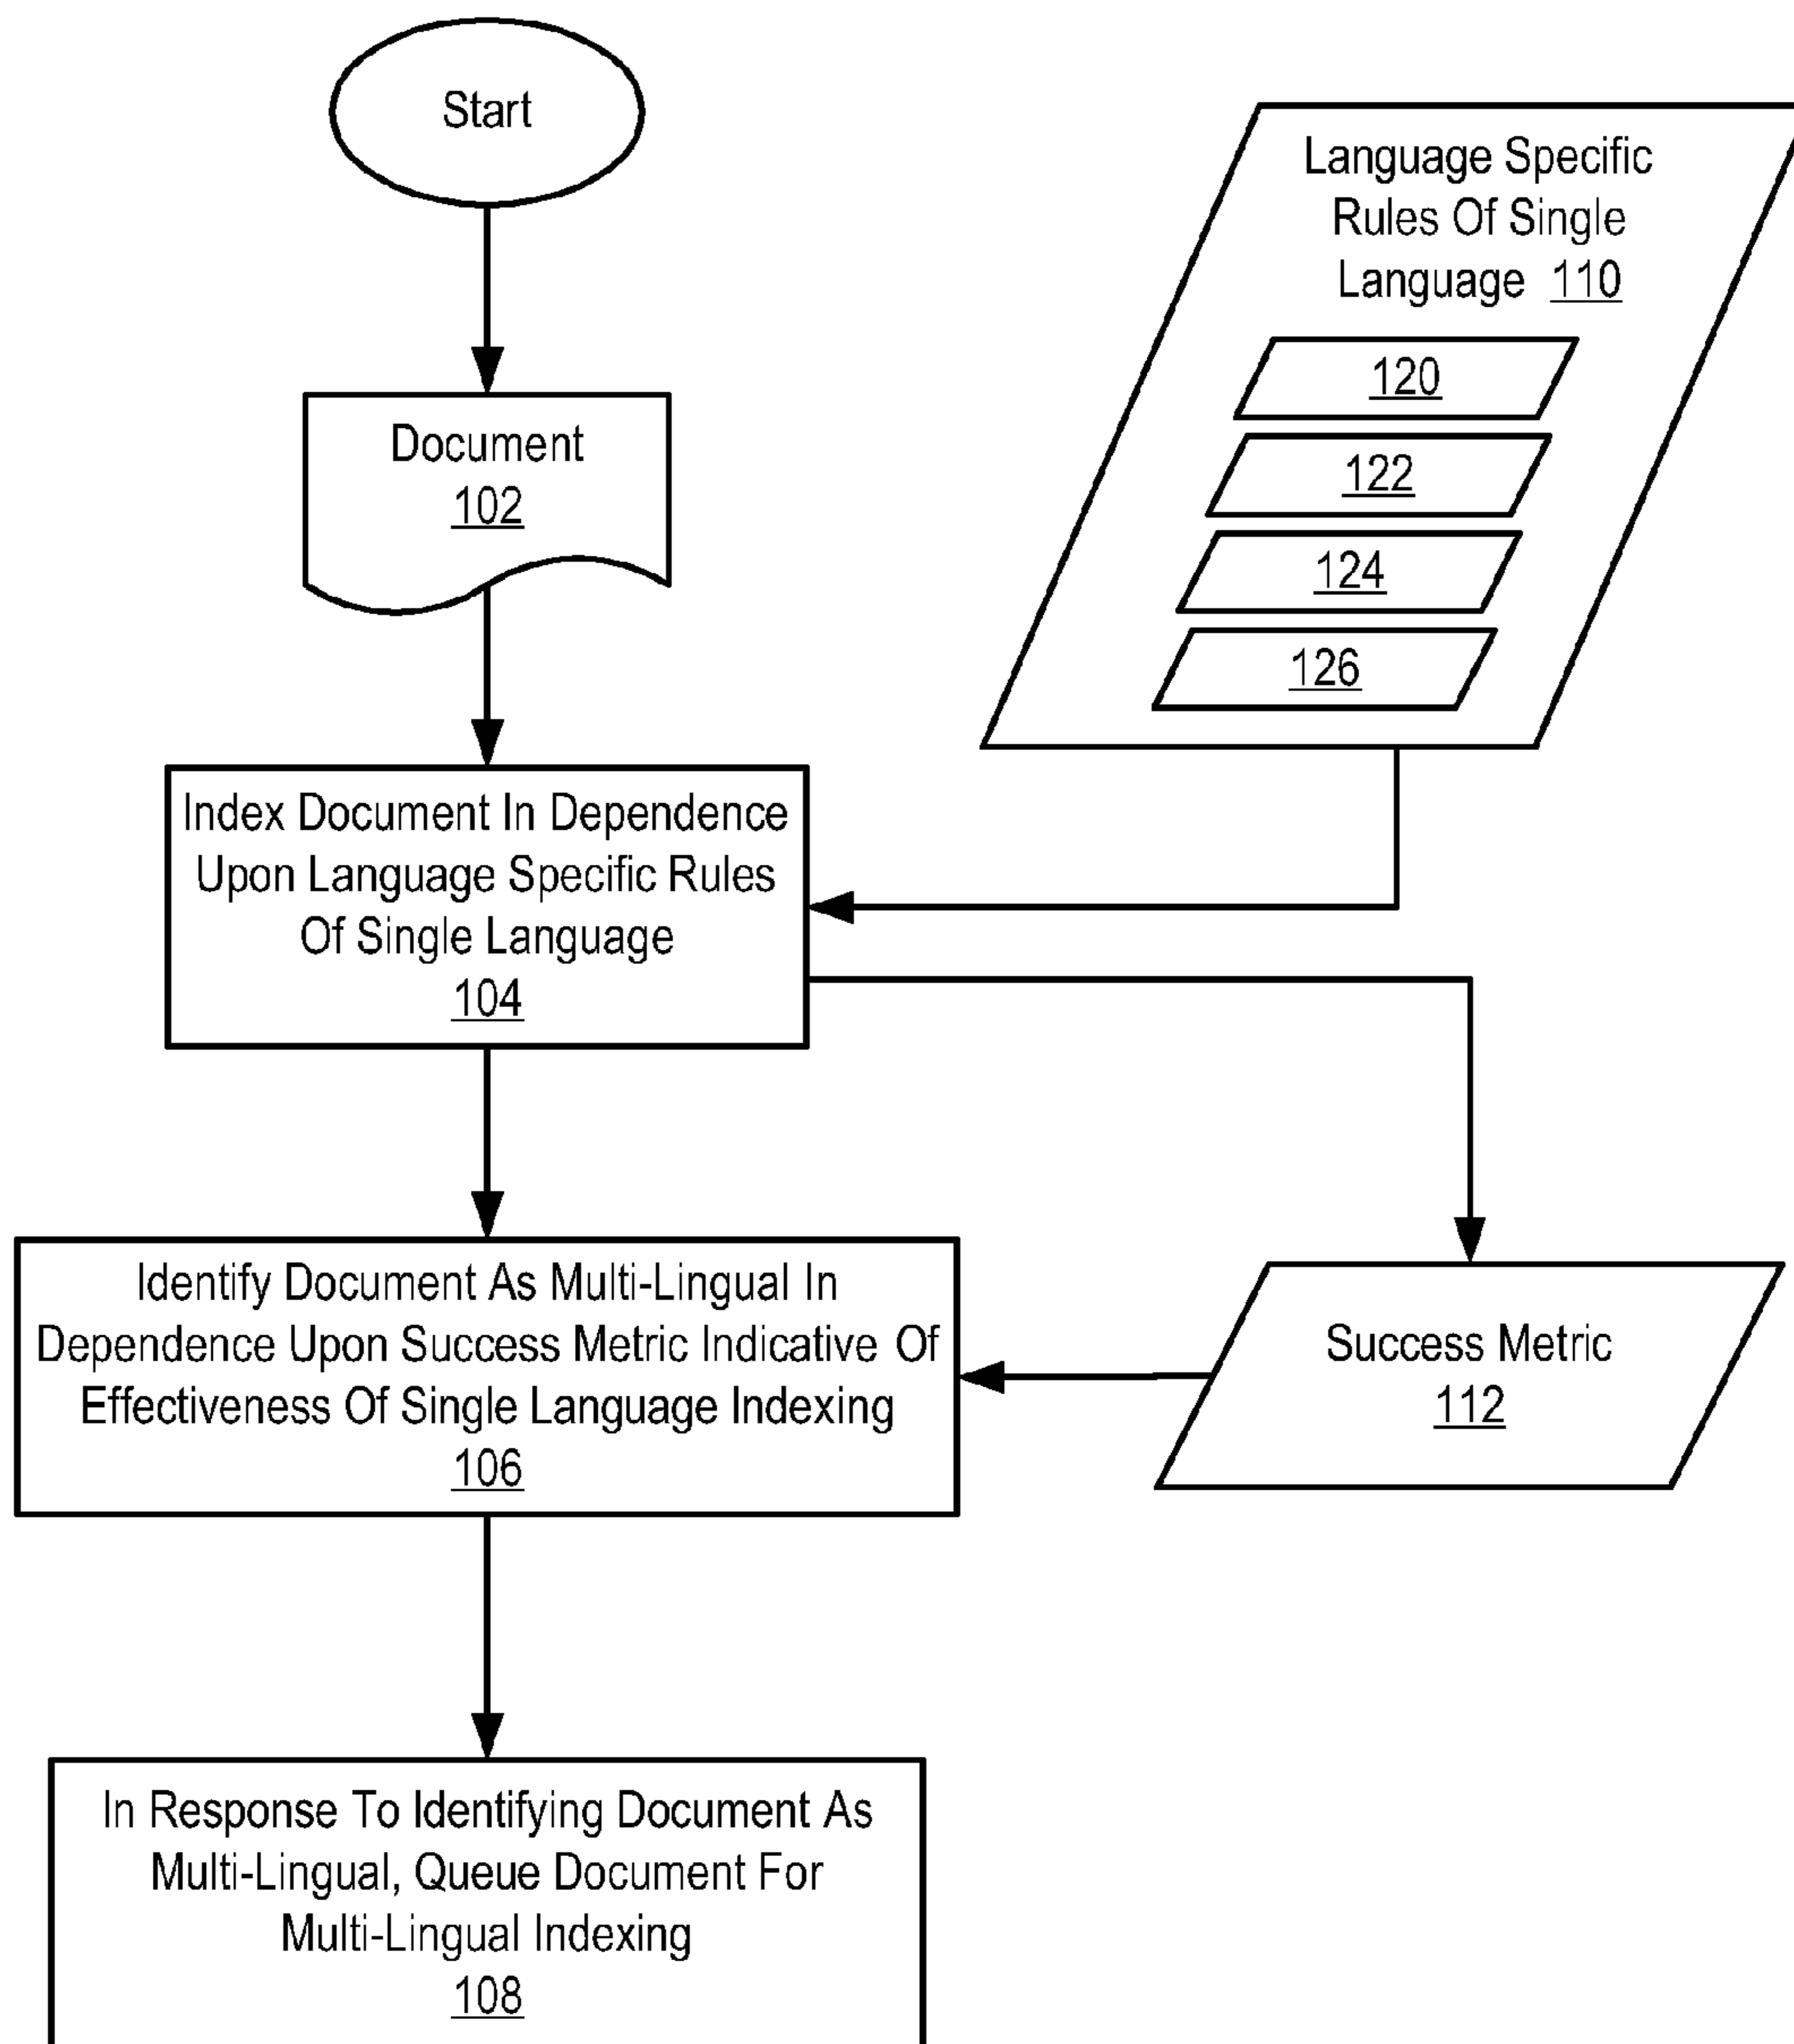 Start
Document
102
Language Specific
Rules Of Single
Language 110
120
122
124
126
Index Document In Dependence
Upon Language Specific Rules
Of Single Language
104
Identify Document As Multi-Lingual In
Dependence Upon Success Metric Indicative Of
Effectiveness Of Single Language Indexing
106
Success Metric
112
In Response To Identifying Document As
Multi-Lingual, Queue Document For
Multi-Lingual Indexing
108